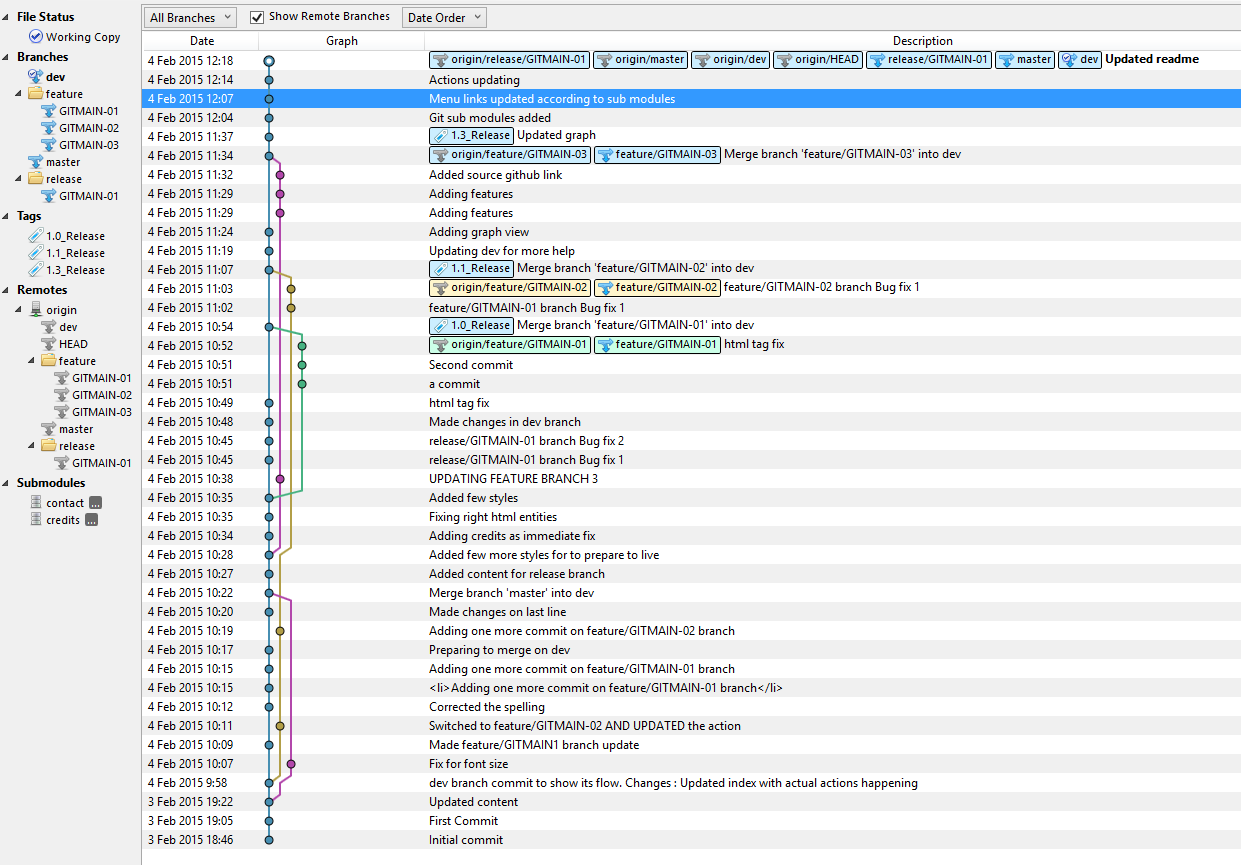 File Status
Working Copy
Branches
dev
feature
GITMAIN-01
GITMAIN-02
GITMAIN-03
master
release
GITMAIN-01
Tags
1.0_Release
1.1_Release
1.3_Release
Remotes
origin
dev
HEAD
feature
GITMAIN-01
GITMAIN-02
GITMAIN-03
master
release
GITMAIN-01
Submodules
contact ...
credits ...
All Branches Show Remote Branches Date Order
Date Graph Description
4 Feb 2015 12:18 origin/release/GITMAIN-01 origin/master origin/dev origin/HEAD release/GITMAIN-01 master dev Updated readme
4 Feb 2015 12:14 Actions updating
4 Feb 2015 12:07 Menu links updated according to sub modules
4 Feb 2015 12:04 Git sub modules added
4 Feb 2015 11:37 1.3_Release Updated graph
4 Feb 2015 11:34 origin/feature/GITMAIN-03 feature/GITMAIN-03 Merge branch 'feature/GITMAIN-03' into dev
4 Feb 2015 11:32 Added source github link
4 Feb 2015 11:29 Adding features
4 Feb 2015 11:29 Adding features
4 Feb 2015 11:24 Adding graph view
4 Feb 2015 11:19 Updating dev for more help
4 Feb 2015 11:07 1.1_Release Merge branch 'feature/GITMAIN-02' into dev
4 Feb 2015 11:03 origin/feature/GITMAIN-02 feature/GITMAIN-02 feature/GITMAIN-02 branch Bug fix 1
4 Feb 2015 11:02 feature/GITMAIN-01 branch Bug fix 1
4 Feb 2015 10:54 1.0_Release Merge branch 'feature/GITMAIN-01' into dev
4 Feb 2015 10:52 origin/feature/GITMAIN-01 feature/GITMAIN-01 html tag fix
4 Feb 2015 10:51 Second commit
4 Feb 2015 10:51 a commit
4 Feb 2015 10:49 html tag fix
4 Feb 2015 10:48 Made changes in dev branch
4 Feb 2015 10:45 release/GITMAIN-01 branch Bug fix 2
4 Feb 2015 10:45 release/GITMAIN-01 branch Bug fix 1
4 Feb 2015 10:38 UPDATING FEATURE BRANCH 3
4 Feb 2015 10:35 Added few styles
4 Feb 2015 10:35 Fixing right html entities
4 Feb 2015 10:34 Adding credits as immediate fix
4 Feb 2015 10:28 Added few more styles for to prepare to live
4 Feb 2015 10:27 Added content for release branch
4 Feb 2015 10:22 Merge branch 'master' into dev
4 Feb 2015 10:20 Made changes on last line
4 Feb 2015 10:19 Adding one more commit on feature/GITMAIN-02 branch
4 Feb 2015 10:17 Preparing to merge on dev
4 Feb 2015 10:15 Adding one more commit on feature/GITMAIN-01 branch
4 Feb 2015 10:15 <li>Adding one more commit on feature/GITMAIN-01 branch</li>
4 Feb 2015 10:12 Corrected the spelling
4 Feb 2015 10:11 Switched to feature/GITMAIN-02 AND UPDATED the action
4 Feb 2015 10:09 Made feature/GITMAIN1 branch update
4 Feb 2015 10:07 Fix for font size
4 Feb 2015 9:58 dev branch commit to show its flow. Changes : Updated index with actual actions happening
3 Feb 2015 19:22 Updated content
3 Feb 2015 19:05 First Commit
3 Feb 2015 18:46 Initial commit